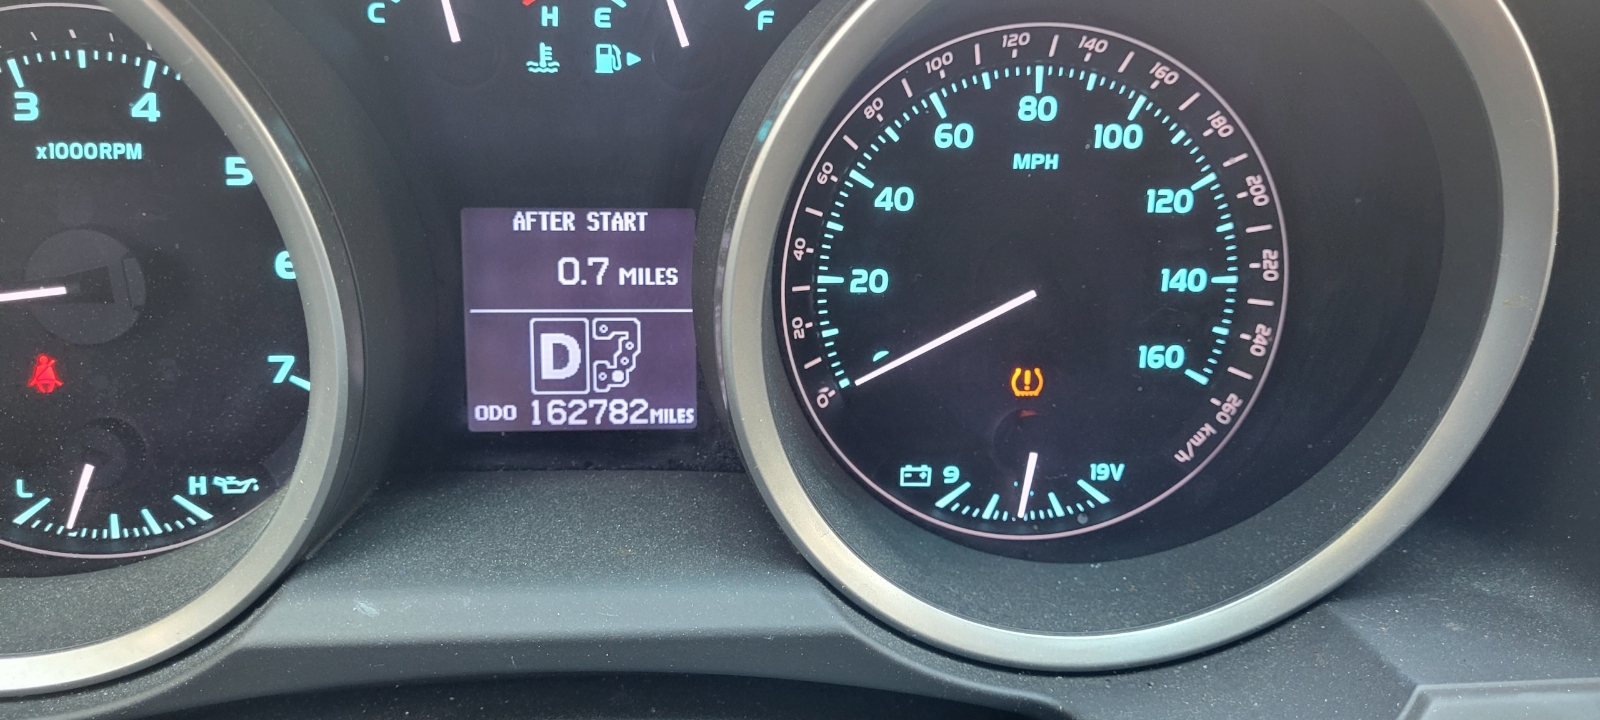 C H E F
3 4 5 6 7
x1000RPM
L H
AFTER START
0.7 MILES
D
ODO 162782MILES
20 40 60 80 100 120 140 160
MPH
0 20 40 60 80 100 120 140 160 180 200 220 240 260 km/h
9 19V